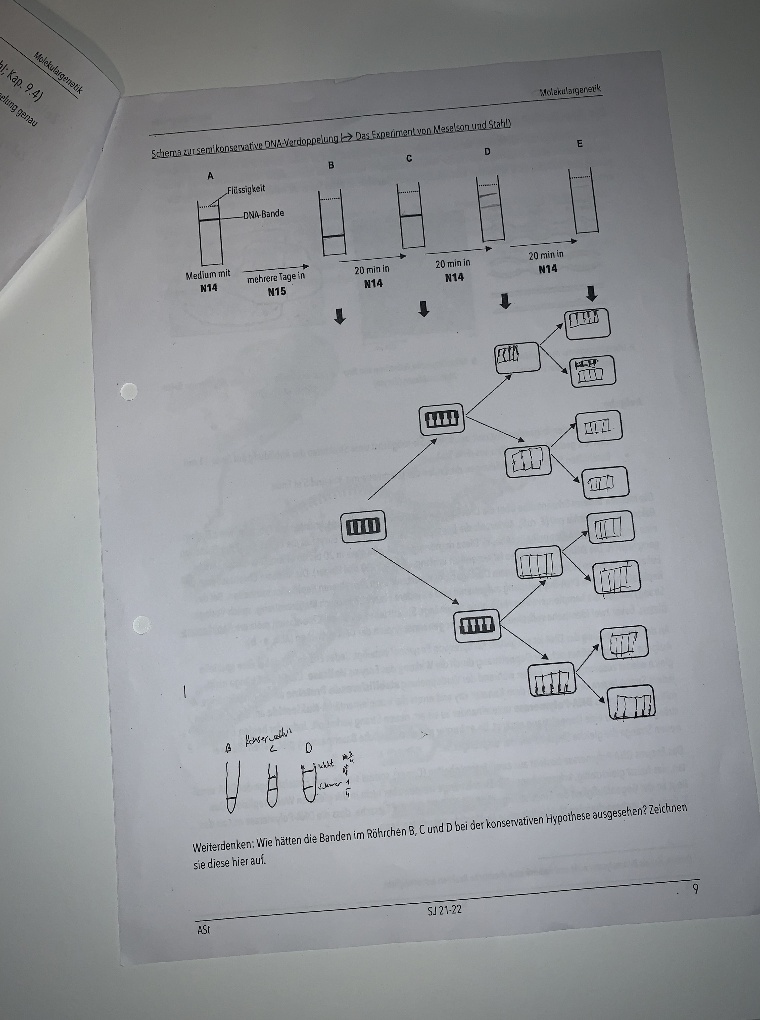 Molekulargenetik
Kap. 9.4)
genau
Molekulargenetik
Schema zur semikonservative DNA-Verdoppelung (-> Das Experiment von Meselson und Stahl)
A
B
C
D
E
Flüssigkeit
DNA-Bande
Medium mit
N14
mehrere Tage in
N15
20 min in
N14
20 min in
N14
20 min in
N14
Konservativ
B
C
D
Weiterdenken: Wie hätten die Banden im Röhrchen B, C und D bei der konservativen Hypothese ausgesehen? Zeichnen
sie diese hier auf.
ASt
SJ 21-22
9